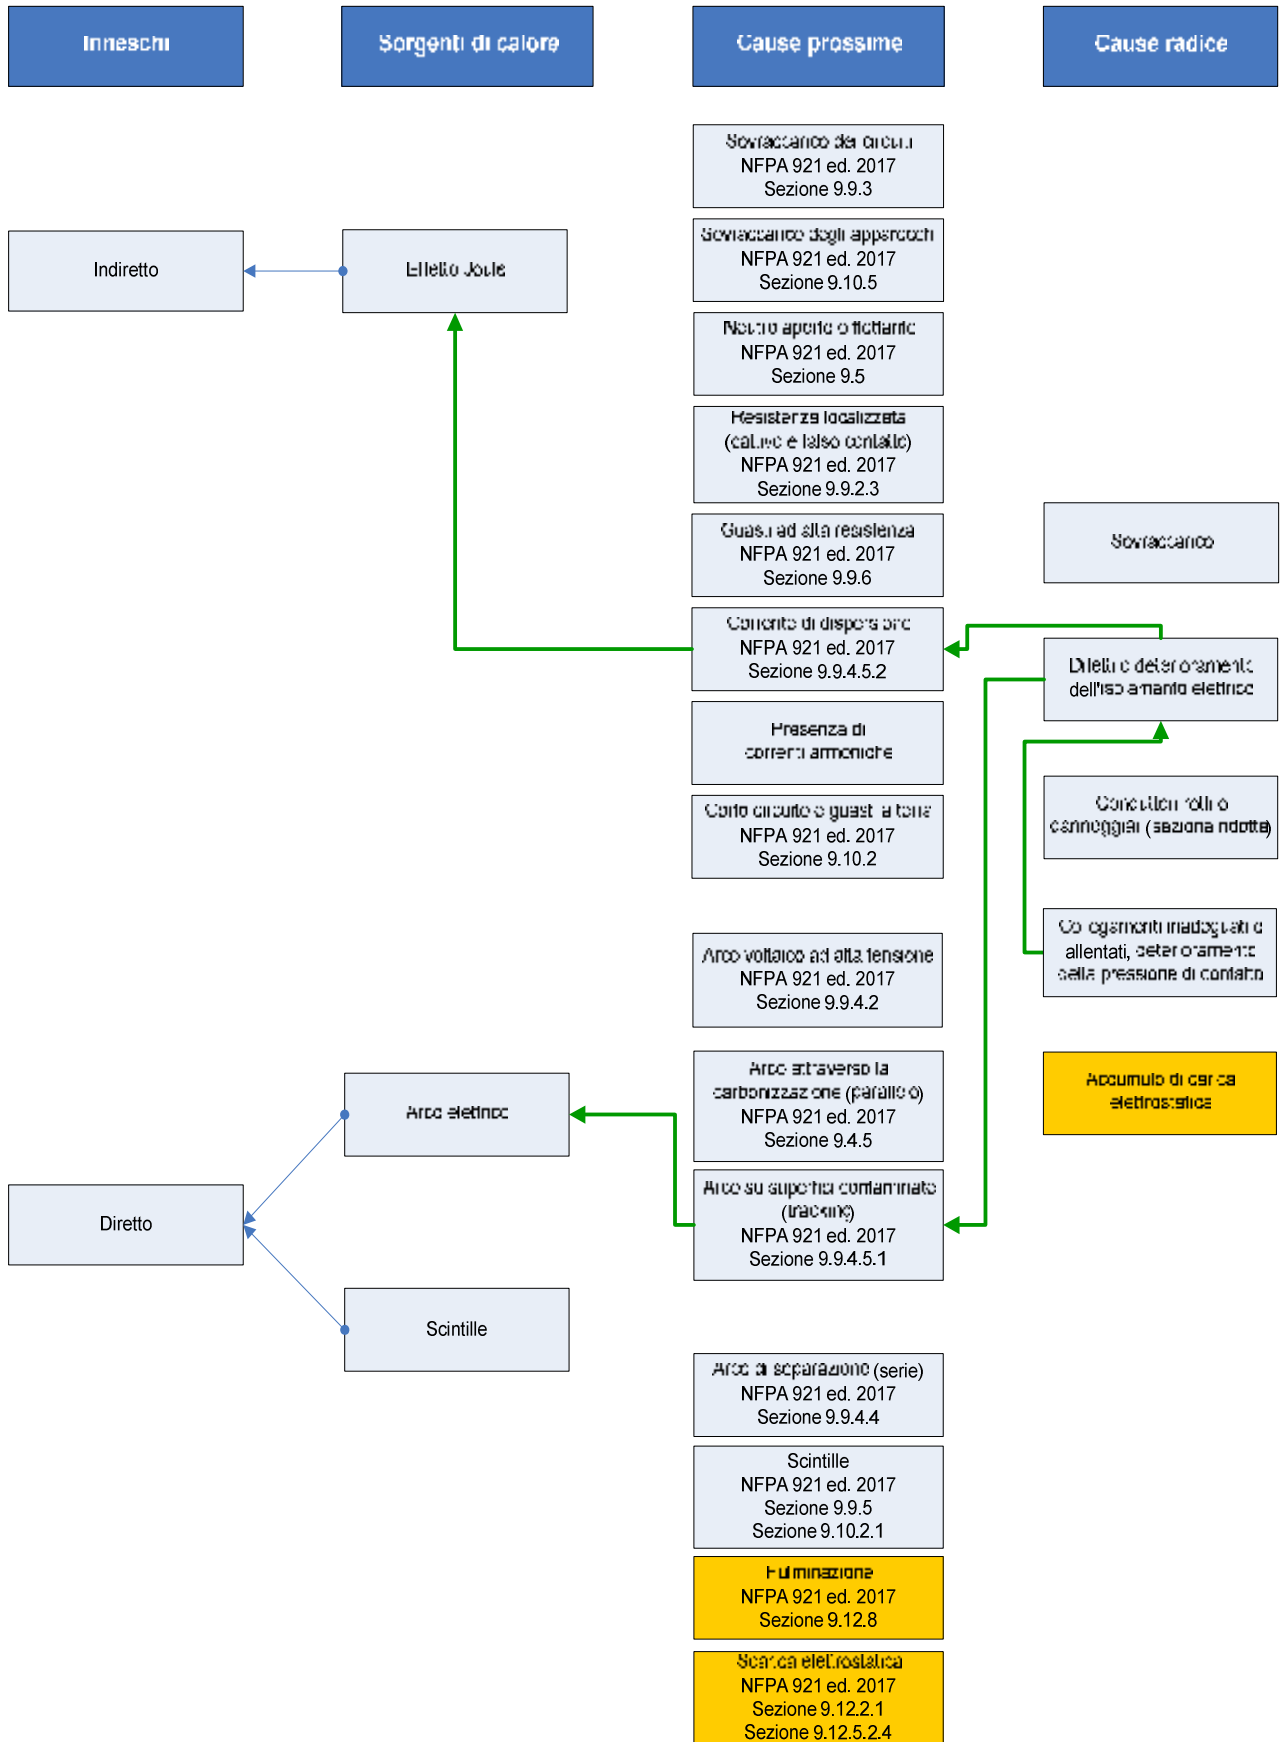 Inneschi
Sorgenti di calore
Cause prossime
Cause radice
Sovraccarico dei circuiti
NFPA 921 ed. 2017
Sezione 9.9.3
Sovraccarico degli apparecchi
NFPA 921 ed. 2017
Sezione 9.10.5
Indiretto
Effetto Joule
Neutro aperto o flottante
NFPA 921 ed. 2017
Sezione 9.5
Resistenza localizzata
(cattivo e falso contatto)
NFPA 921 ed. 2017
Sezione 9.9.2.3
Guasti ad alta resistenza
NFPA 921 ed. 2017
Sezione 9.9.6
Sovraccarico
Corrente di dispersione
NFPA 921 ed. 2017
Sezione 9.9.4.5.2
Difetti o deterioramento
dell'isolamento elettrico
Presenza di
correnti armoniche
Corto circuito e guasti a terra
NFPA 921 ed. 2017
Sezione 9.10.2
Conduttori rotti o
danneggiati (sezione ridotta)
Collegamenti inadeguati o
allentati, deterioramento
della pressione di contatto
Arco voltaico ad alta tensione
NFPA 921 ed. 2017
Sezione 9.9.4.2
Arco attraverso la
carbonizzazione (parallelo)
NFPA 921 ed. 2017
Sezione 9.4.5
Arco elettrico
Accumulo di carica
elettrostatica
Arco su superfici contaminate
(tracking)
NFPA 921 ed. 2017
Sezione 9.9.4.5.1
Diretto
Scintille
Arco di separazione (serie)
NFPA 921 ed. 2017
Sezione 9.9.4.4
Scintille
NFPA 921 ed. 2017
Sezione 9.9.5
Sezione 9.10.2.1
Fulminazione
NFPA 921 ed. 2017
Sezione 9.12.8
Scarica elettrostatica
NFPA 921 ed. 2017
Sezione 9.12.2.1
Sezione 9.12.5.2.4